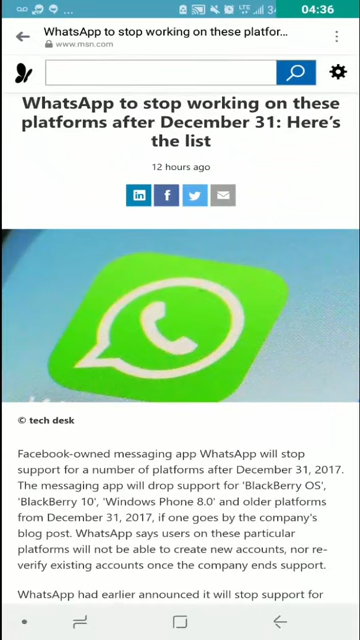 LTE
04:36
WhatsApp to stop working on these platfor...
www.msn.com
WhatsApp to stop working on these
platforms after December 31: Here's
the list
12 hours ago
in f
© tech desk
Facebook-owned messaging app WhatsApp will stop
support for a number of platforms after December 31, 2017.
The messaging app will drop support for 'BlackBerry OS',
'BlackBerry 10', 'Windows Phone 8.0' and older platforms
from December 31, 2017, if one goes by the company's
blog post. WhatsApp says users on these particular
platforms will not be able to create new accounts, nor re-
verify existing accounts once the company ends support.
WhatsApp had earlier announced it will stop support for